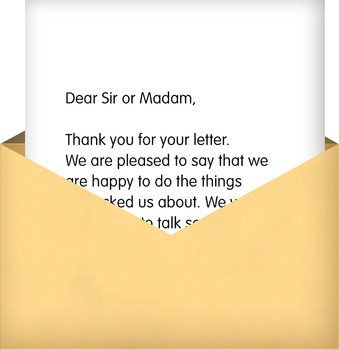 Dear Sir or Madam,
Thank you for your letter.
We are pleased to say that we
are happy to do the things
us about. We
to talk